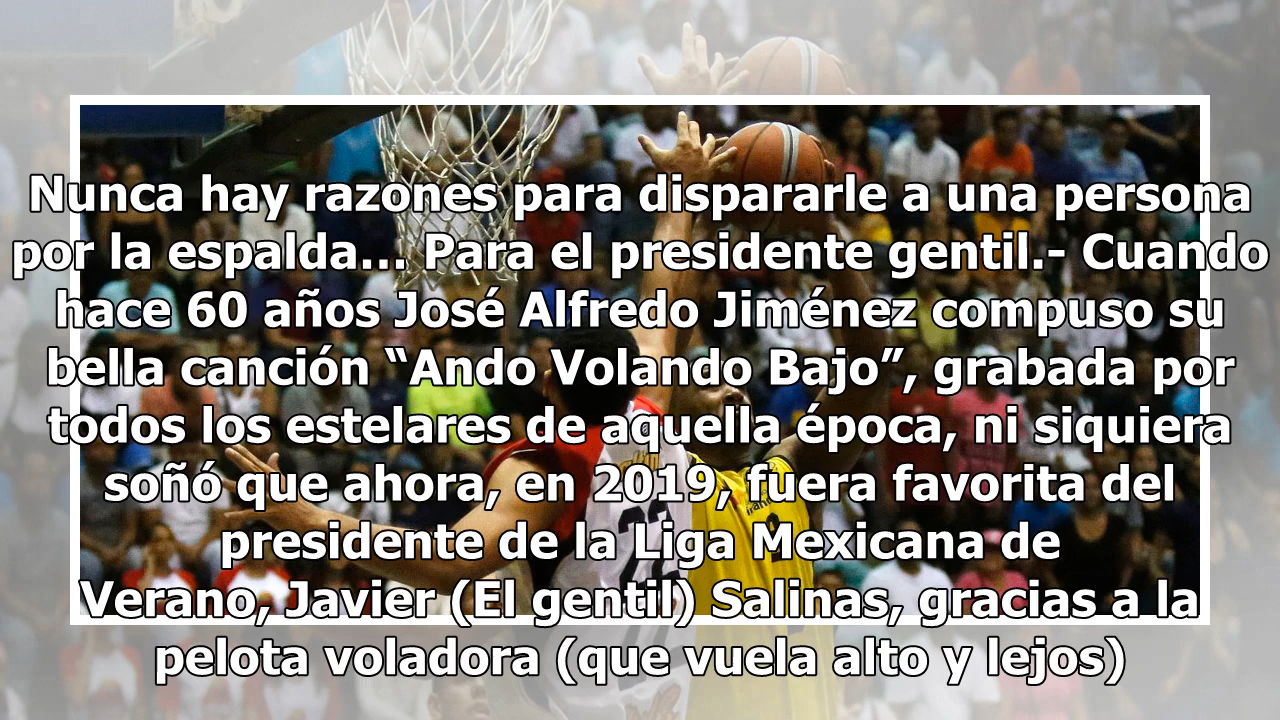 Nunca hay razones para dispararle a una persona
por la espalda... Para el presidente gentil.- Cuando
hace 60 años José Alfredo Jiménez compuso su
bella canción “Ando Volando Bajo”, grabada por
todos los estelares de aquella época, ni siquiera
soñó que ahora, en 2019, fuera favorita del
presidente de la Liga Mexicana de
Verano, Javier (El gentil) Salinas, gracias a la
pelota voladora (que vuela alto y lejos)